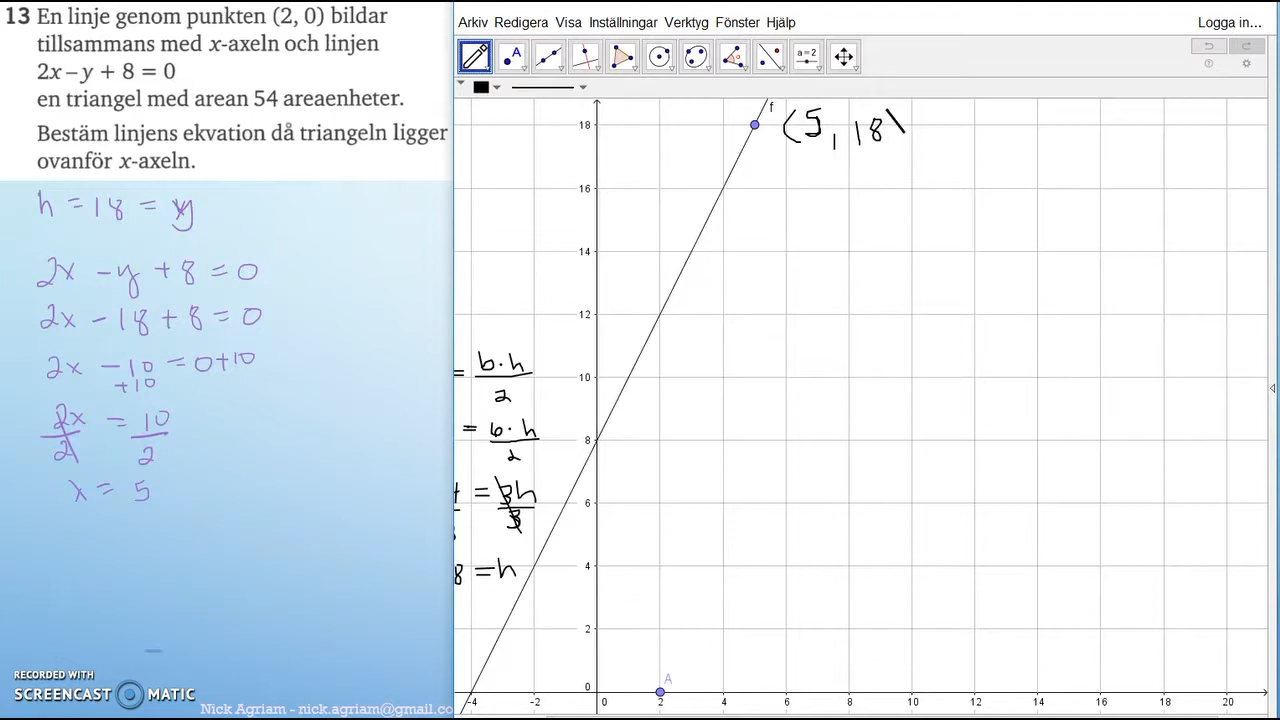 13 En linje genom punkten (2, 0) bildar
tillsammans med x-axeln och linjen
2x – y + 8 = 0
en triangel med arean 54 areaenheter.
Bestäm linjens ekvation då triangeln ligger
ovanför x-axeln.
h = 18 = y
2x - y + 8 = 0
2x - 18 + 8 = 0
2x - 10 = 0 + 10
+10
2x = 10
2 2
x = 5
RECORDED WITH
SCREENCAST MATIC
Nick Agriam - nick.agriam@gmail.co
Arkiv Redigera Visa Inställningar Verktyg Fönster Hjälp Logga in...
A
a=2
f
(5, 18)
18
16
14
12
10
8
6
4
2
0
= b·h
2
= 6·h
2
= 3h
3
8 = h
A
-4 -2 0 2 4 6 8 10 12 14 16 18 20